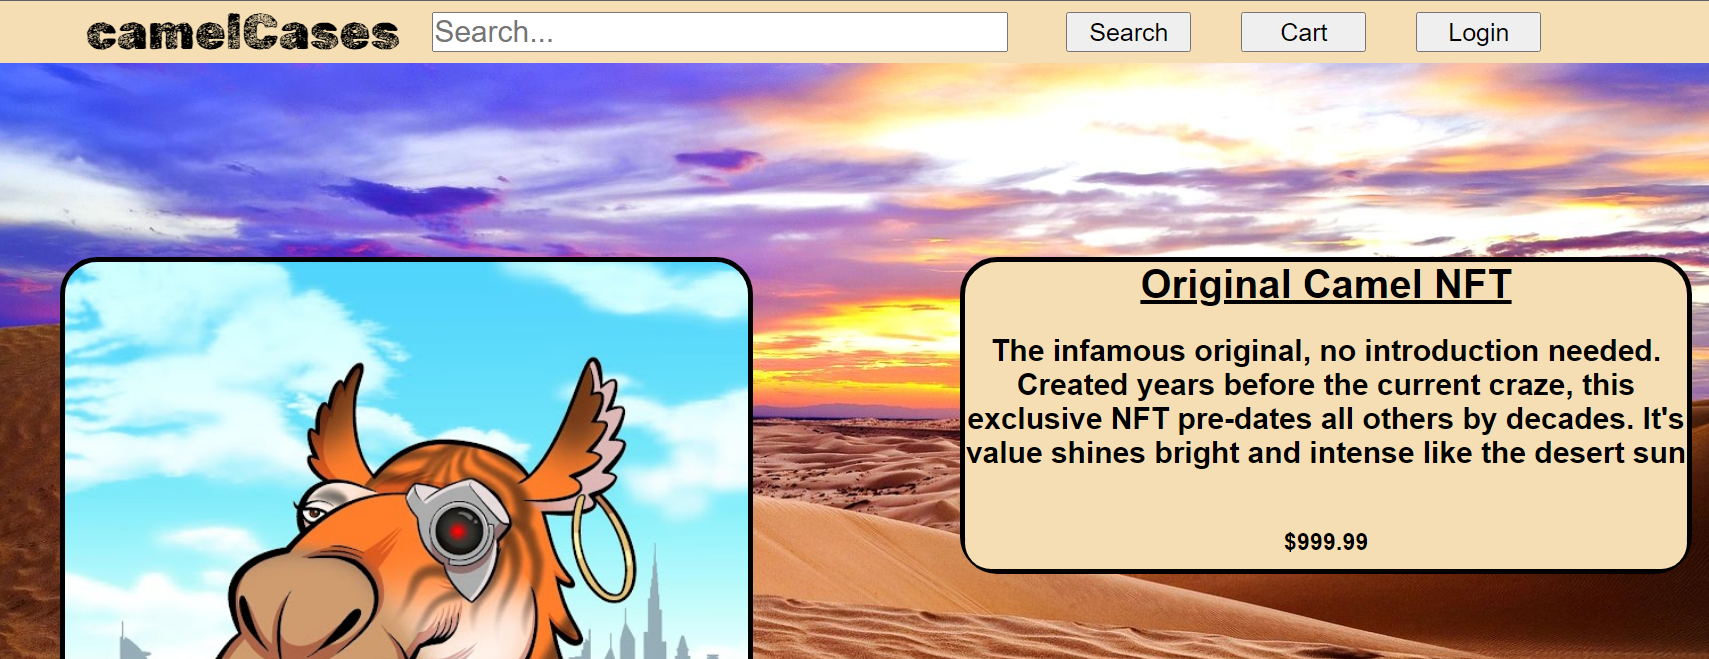 camelCases
Search...
Search
Cart
Login
Original Camel NFT
The infamous original, no introduction needed.
Created years before the current craze, this
exclusive NFT pre-dates all others by decades. It's
value shines bright and intense like the desert sun
$999.99